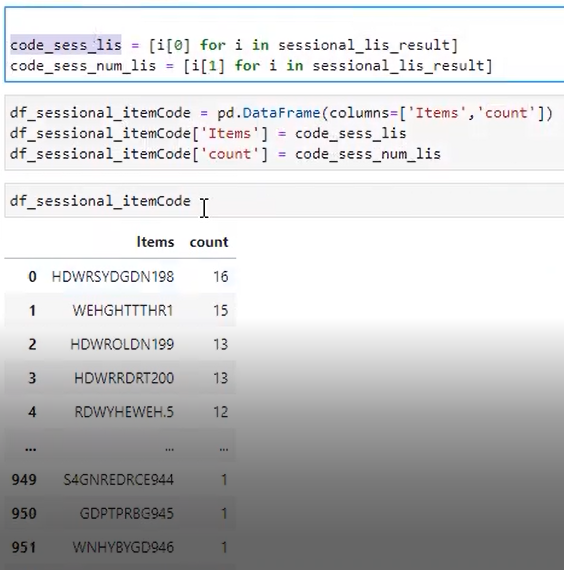 code_sess_lis = [i[0] for i in sessional_lis_result]
code_sess_num_lis = [i[1] for i in sessional_lis_result]
df_sessional_itemCode = pd.DataFrame(columns=['Items','count'])
df_sessional_itemCode['Items'] = code_sess_lis
df_sessional_itemCode['count'] = code_sess_num_lis
df_sessional_itemCode
Items count
0 HDWRSYDGDN198 16
1 WEHGHTTTHR1 15
2 HDWROLDN199 13
3 HDWRRDRT200 13
4 RDWYHEWEH.5 12
... ... ...
949 S4GNREDRCE944 1
950 GDPTPRBG945 1
951 WNHYBYGD946 1